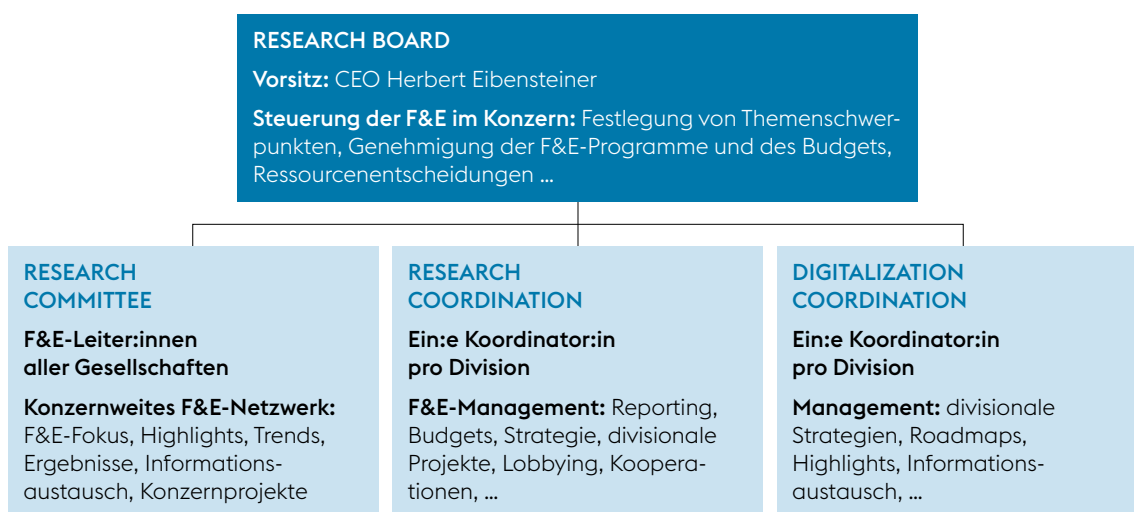 RESEARCH BOARD
Vorsitz: CEO Herbert Eibensteiner
Steuerung der F&E im Konzern: Festlegung von Themenschwer-
punkten, Genehmigung der F&E-Programme und des Budgets,
Ressourcenentscheidungen ...
RESEARCH
COMMITTEE
F&E-Leiter:innen
aller Gesellschaften
Konzernweites F&E-Netzwerk:
F&E-Fokus, Highlights, Trends,
Ergebnisse, Informations-
austausch, Konzernprojekte
RESEARCH
COORDINATION
Ein:e Koordinator:in
pro Division
F&E-Management: Reporting,
Budgets, Strategie, divisionale
Projekte, Lobbying, Koopera-
tionen, ...
DIGITALIZATION
COORDINATION
Ein:e Koordinator:in
pro Division
Management: divisionale
Strategien, Roadmaps,
Highlights, Informations-
austausch, ...